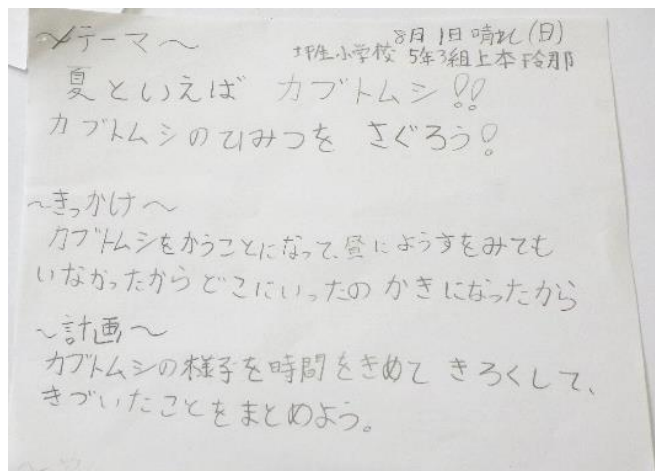 〜テーマ〜
8月1日晴れ(日)
坪生小学校 5年3組上本玲那
夏といえば カブトムシ!!
カブトムシのひみつを さぐろう!
〜きっかけ〜
カブトムシをかうことになって、昼にようすをみても
いなかったからどこにいったの かきになったから
〜計画〜
カブトムシの様子を時間をきめて きろくして、
きづいたことをまとめよう。